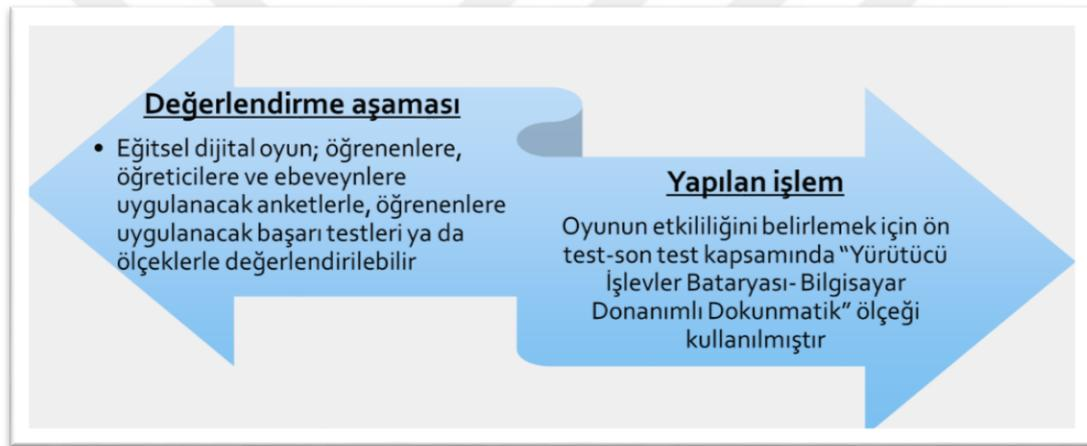 Değerlendirme aşaması
• Eğitsel dijital oyun; öğrenenlere,
öğreticilere ve ebeveynlere
uygulanacak anketlerle, öğrenenlere
uygulanacak başarı testleri ya da
ölçeklerle değerlendirilebilir
Yapılan işlem
Oyunun etkililiğini belirlemek için ön
test-son test kapsamında “Yürütücü
İşlevler Bataryası- Bilgisayar
Donanımlı Dokunmatik” ölçeği
kullanılmıştır